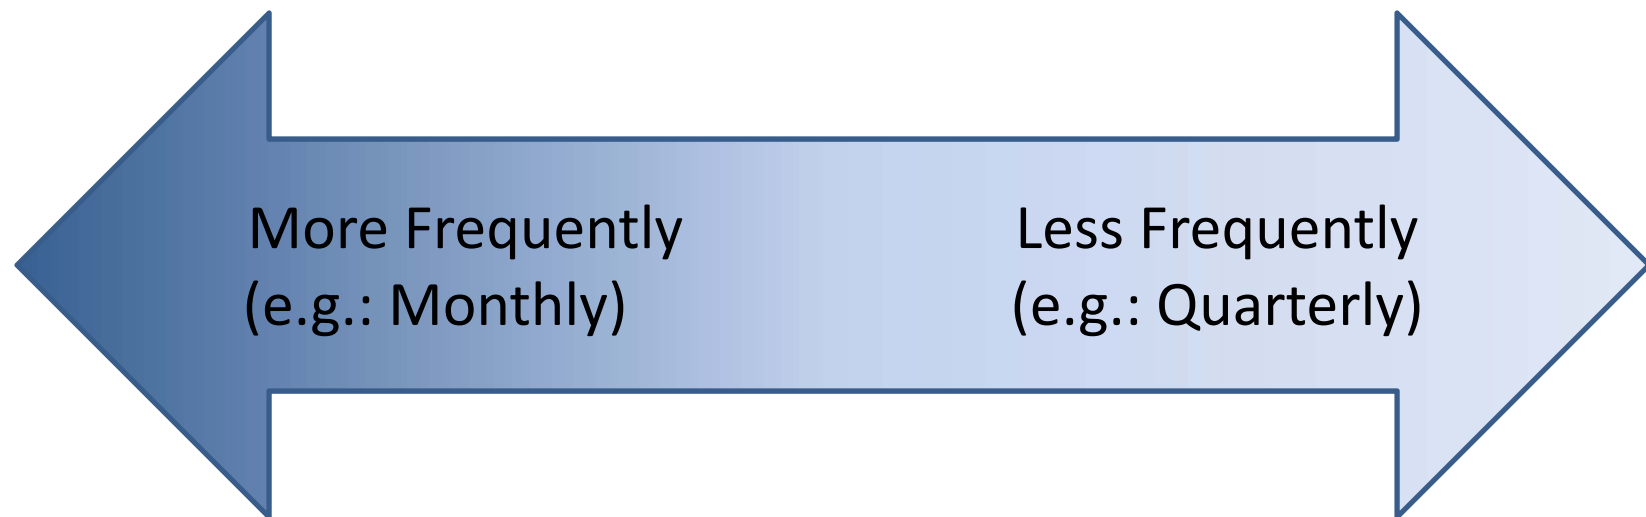 More Frequently
(e.g.: Monthly)
Less Frequently
(e.g.: Quarterly)